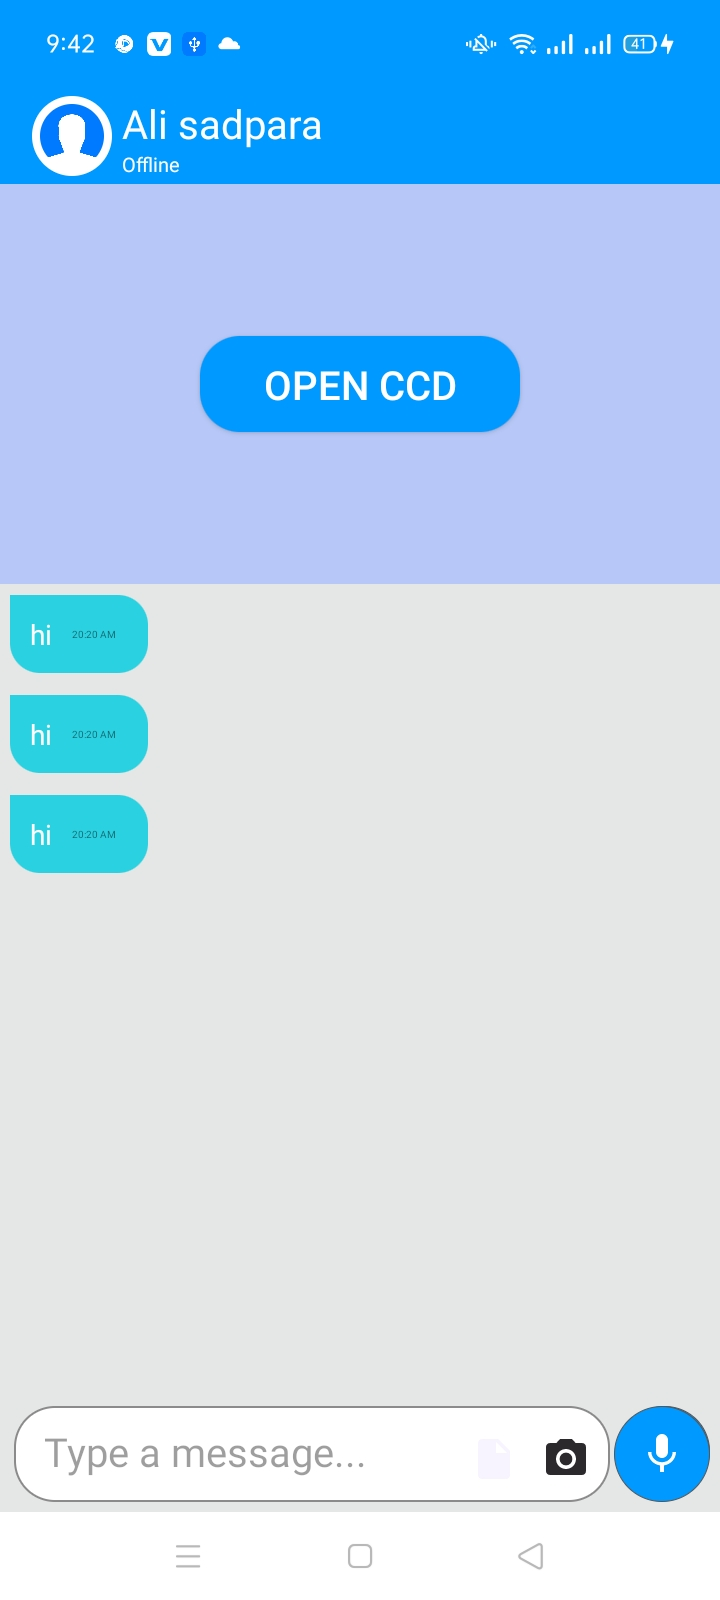 9:42
41
Ali sadpara
Offline
OPEN CCD
hi 20:20 AM
hi 20:20 AM
hi 20:20 AM
Type a message...